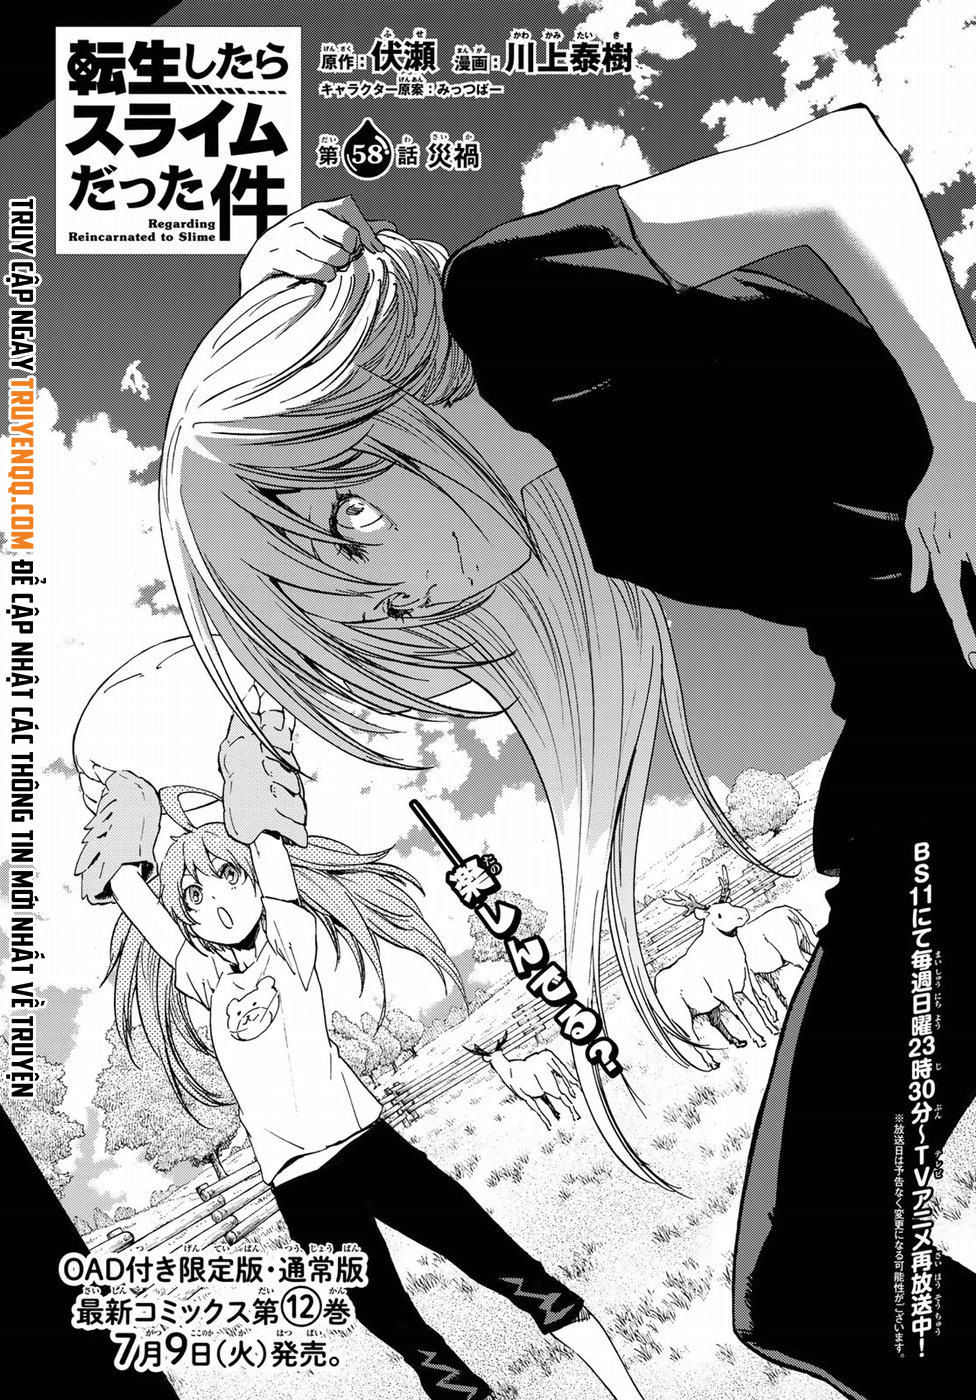 転生したら
スライム
だった件
Regarding
Reincarnated to Slime
原作：伏瀬　漫画：川上泰樹
キャラクター原案：みっつばー
第58話 災禍
TRUY CẬP NGAY TRUYENQQ.COM ĐỂ CẬP NHẬT CÁC THÔNG TIN MỚI NHẤT VỀ TRUYỆN
BS11にて毎週日曜23時30分～TVアニメ再放送中！
※放送日は予告なく変更になる可能性がございます。
OAD付き限定版・通常版
最新コミックス第⑫巻
7月9日（火）発売。